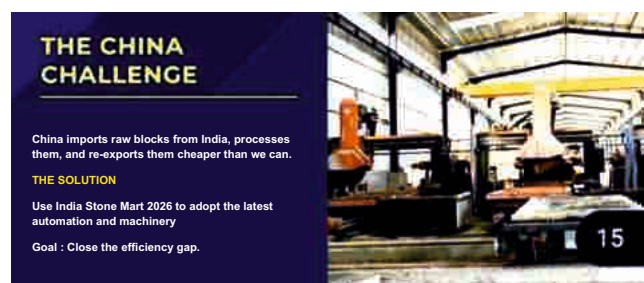 THE CHINA
CHALLENGE
China imports raw blocks from India, processes
them, and re-exports them cheaper than we can.
THE SOLUTION
Use India Stone Mart 2026 to adopt the latest
automation and machinery
Goal : Close the efficiency gap.
15